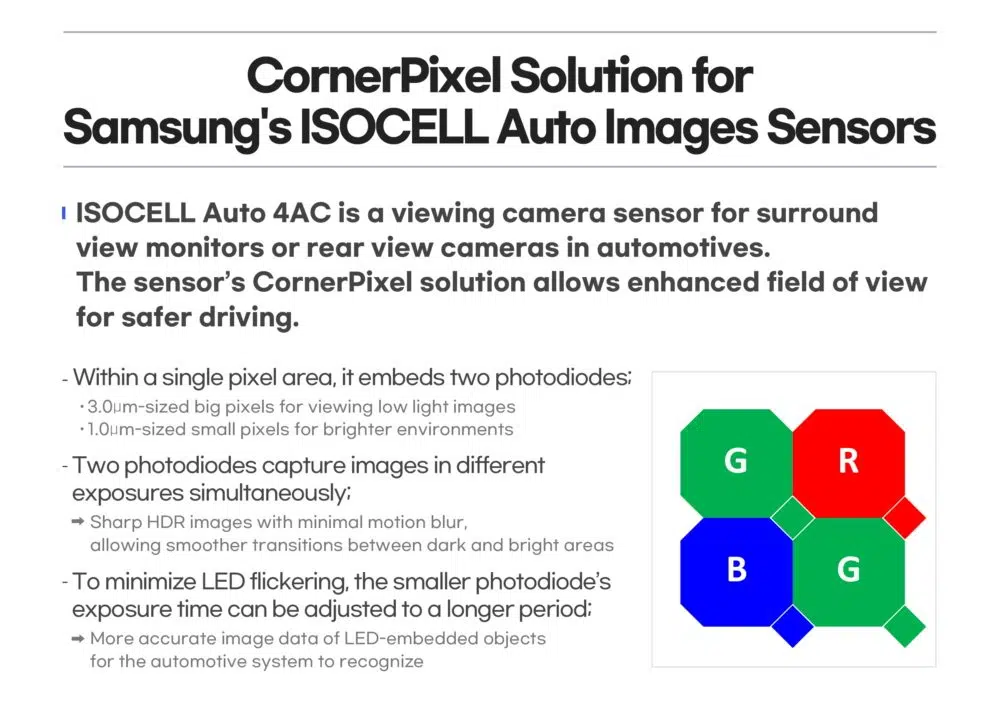 CornerPixel Solution for
Samsung's ISOCELL Auto Images Sensors
ISOCELL Auto 4AC is a viewing camera sensor for surround
view monitors or rear view cameras in automotives.
The sensor's CornerPixel solution allows enhanced field of view
for safer driving.
- Within a single pixel area, it embeds two photodiodes;
· 3.0μm-sized big pixels for viewing low light images
· 1.0μm-sized small pixels for brighter environments
- Two photodiodes capture images in different
exposures simultaneously;
➡ Sharp HDR images with minimal motion blur,
allowing smoother transitions between dark and bright areas
- To minimize LED flickering, the smaller photodiode's
exposure time can be adjusted to a longer period;
➡ More accurate image data of LED-embedded objects
for the automotive system to recognize
G R
B G